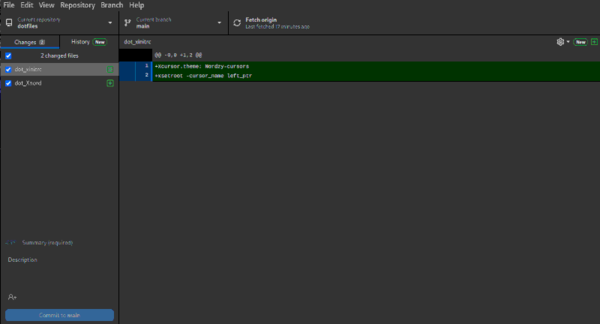 File Edit View Repository Branch Help
Current repository
dotfiles
Current branch
main
Fetch origin
Last fetched 17 minutes ago
Changes 2
History New
dot_xinitrc
New
2 changed files
@@ -0,0 +1,2 @@
dot_xinitrc
1 +Xcursor.theme: Nordzy-cursors
dot_Xnord
2 +xsetroot -cursor_name left_ptr
Summary (required)
Description
Commit to main